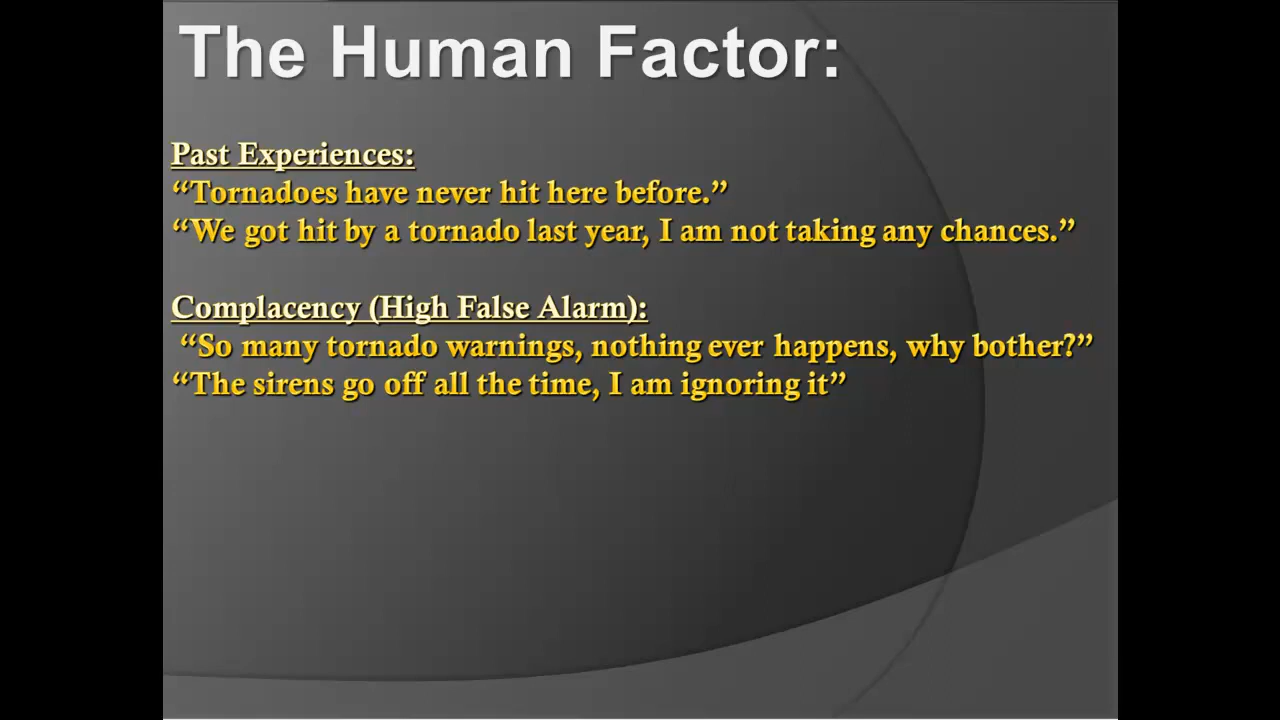 The Human Factor:
Past Experiences:
“Tornadoes have never hit here before.”
“We got hit by a tornado last year, I am not taking any chances.”
Complacency (High False Alarm):
“So many tornado warnings, nothing ever happens, why bother?”
“The sirens go off all the time, I am ignoring it”